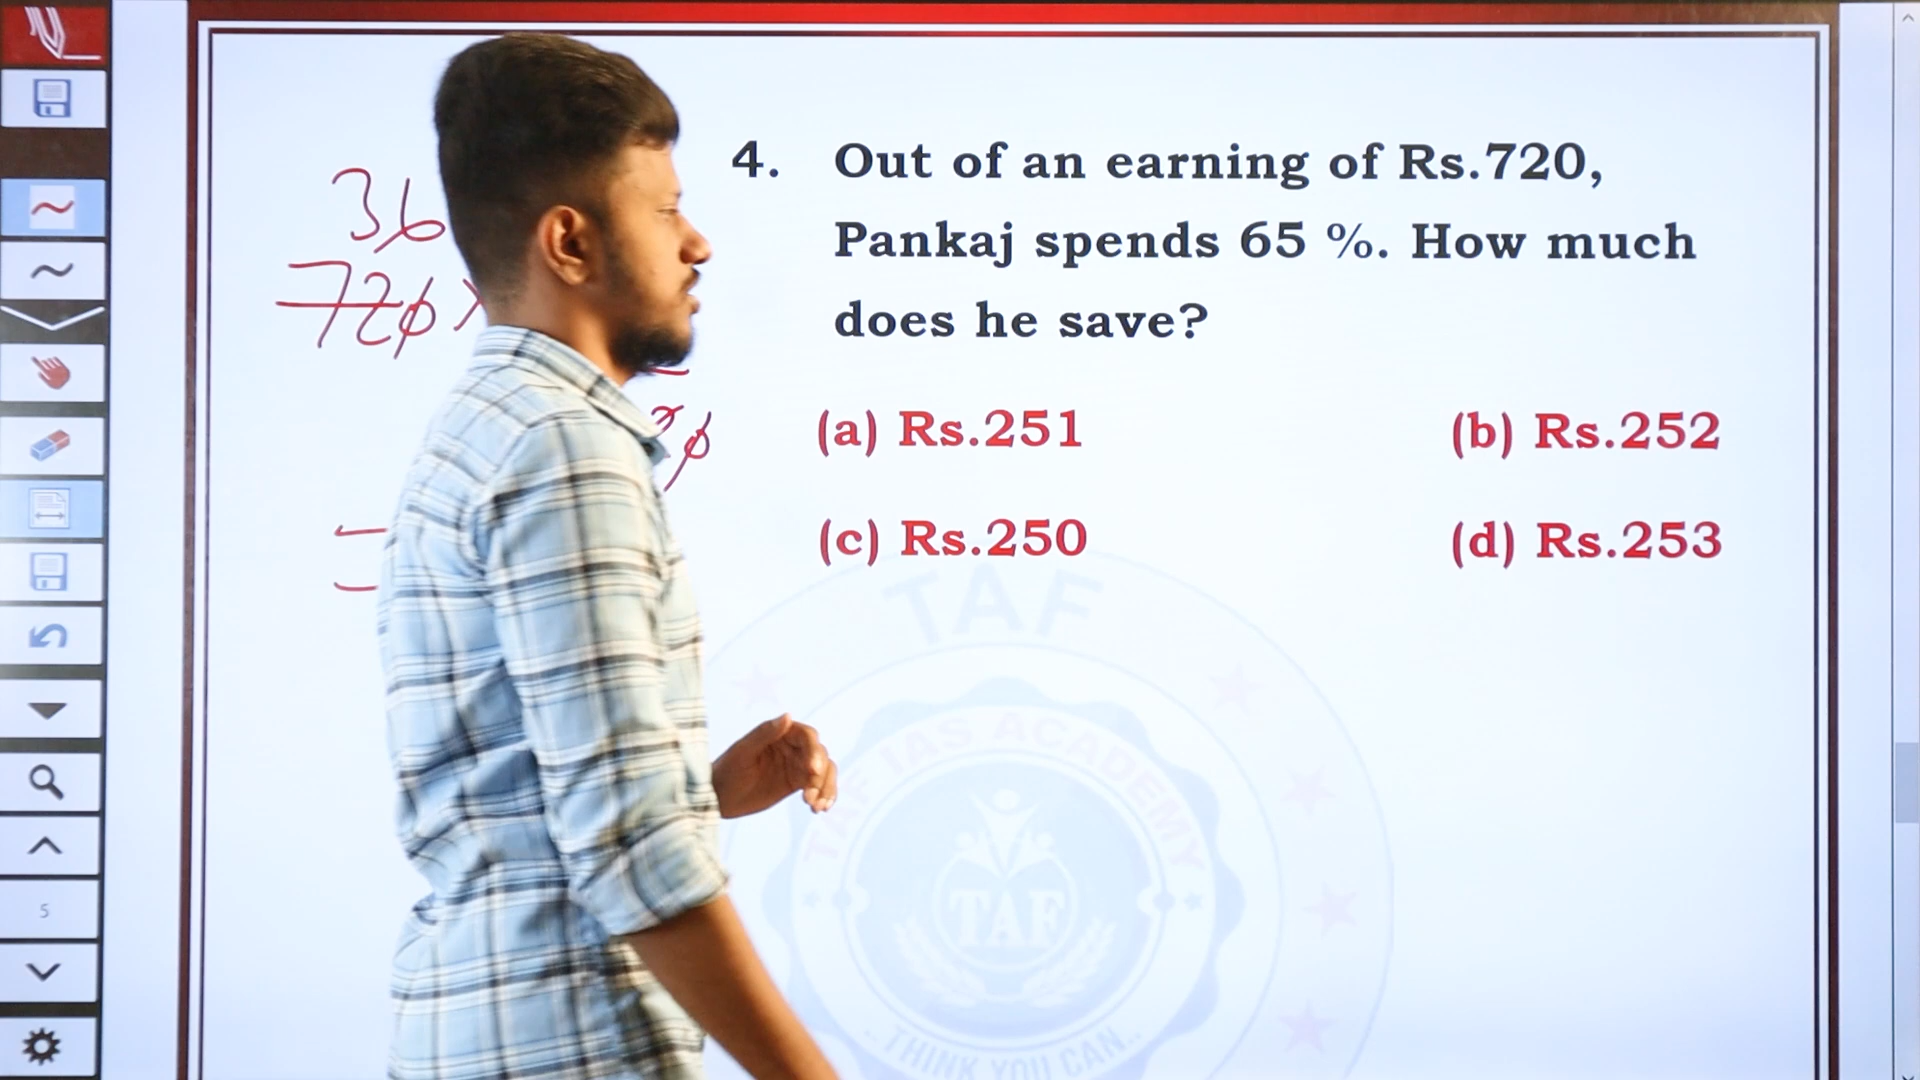 4. Out of an earning of Rs.720,
Pankaj spends 65 %. How much
does he save?
(a) Rs.251 (b) Rs.252
(c) Rs.250 (d) Rs.253
36
720 ×
=
TAF
TAF IAS ACADEMY
TAF
..THINK YOU CAN..
5